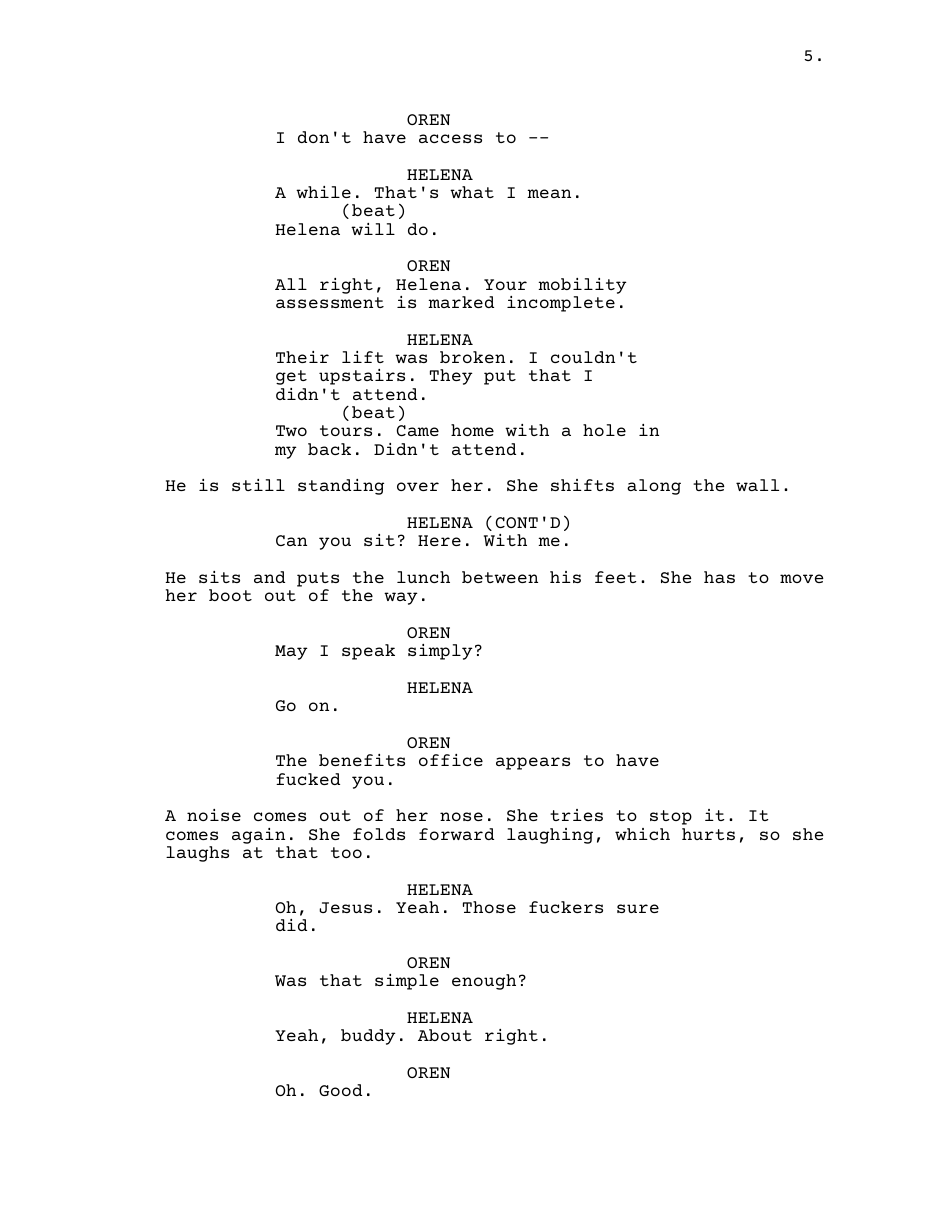 5.
OREN
I don't have access to --
HELENA
A while. That's what I mean.
(beat)
Helena will do.
OREN
All right, Helena. Your mobility
assessment is marked incomplete.
HELENA
Their lift was broken. I couldn't
get upstairs. They put that I
didn't attend.
(beat)
Two tours. Came home with a hole in
my back. Didn't attend.
He is still standing over her. She shifts along the wall.
HELENA (CONT'D)
Can you sit? Here. With me.
He sits and puts the lunch between his feet. She has to move
her boot out of the way.
OREN
May I speak simply?
HELENA
Go on.
OREN
The benefits office appears to have
fucked you.
A noise comes out of her nose. She tries to stop it. It
comes again. She folds forward laughing, which hurts, so she
laughs at that too.
HELENA
Oh, Jesus. Yeah. Those fuckers sure
did.
OREN
Was that simple enough?
HELENA
Yeah, buddy. About right.
OREN
Oh. Good.